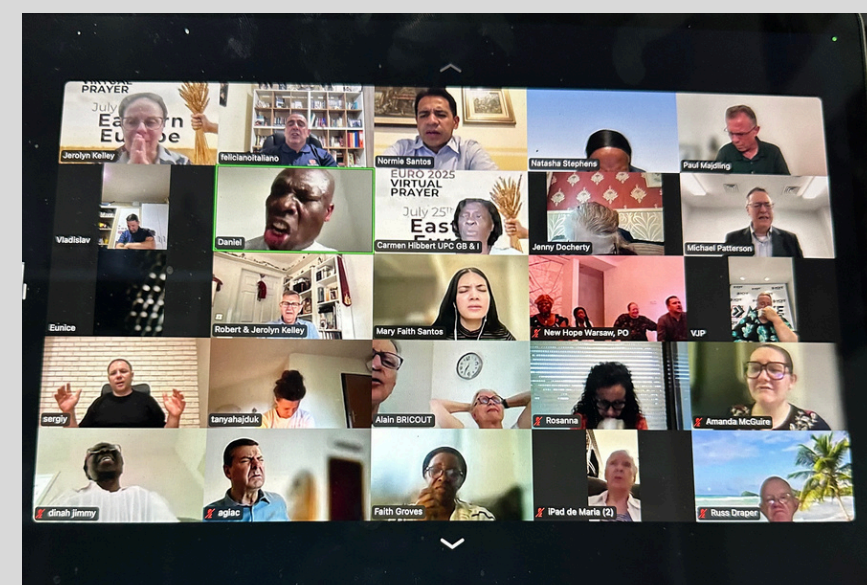 VIRTUAL
PRAYER
July
Eastern
Europe
Jerolyn Kelley
felicianoitaliano
Normie Santos
Natasha Stephens
Paul Majdling
Vladislav
Daniel
EURO 2025
VIRTUAL
PRAYER
July 25th
East
Carmen Hibbert UPC GB & I
Jenny Docherty
Michael Patterson
Eunice
Robert & Jerolyn Kelley
Mary Faith Santos
New Hope Warsaw, PO
VJP
sergiy
tanyahajduk
Alain BRICOUT
Rosanna
Amanda McGuire
dinah jimmy
agiac
Faith Groves
iPad de Maria (2)
Russ Draper